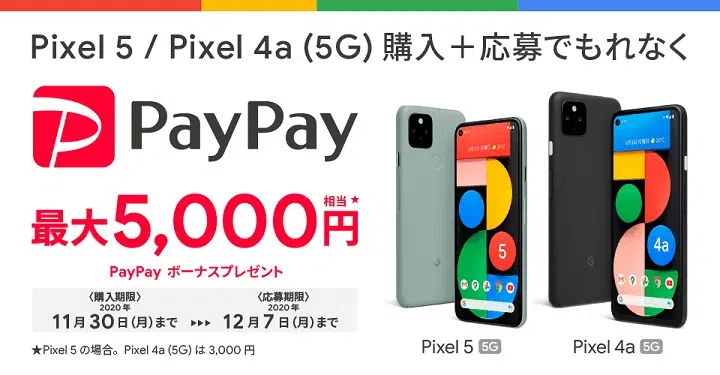 Pixel 5 / Pixel 4a (5G) 購入＋応募でもれなく
PayPay
最大5,000円
相当★
PayPay ボーナスプレゼント
〈購入期限〉
2020年
11月30日(月)まで
▸▸▸
〈応募期限〉
2020年
12月7日(月)まで
★Pixel 5 の場合。Pixel 4a (5G) は 3,000 円
5
4a
G
Pixel 5 5G
Pixel 4a 5G